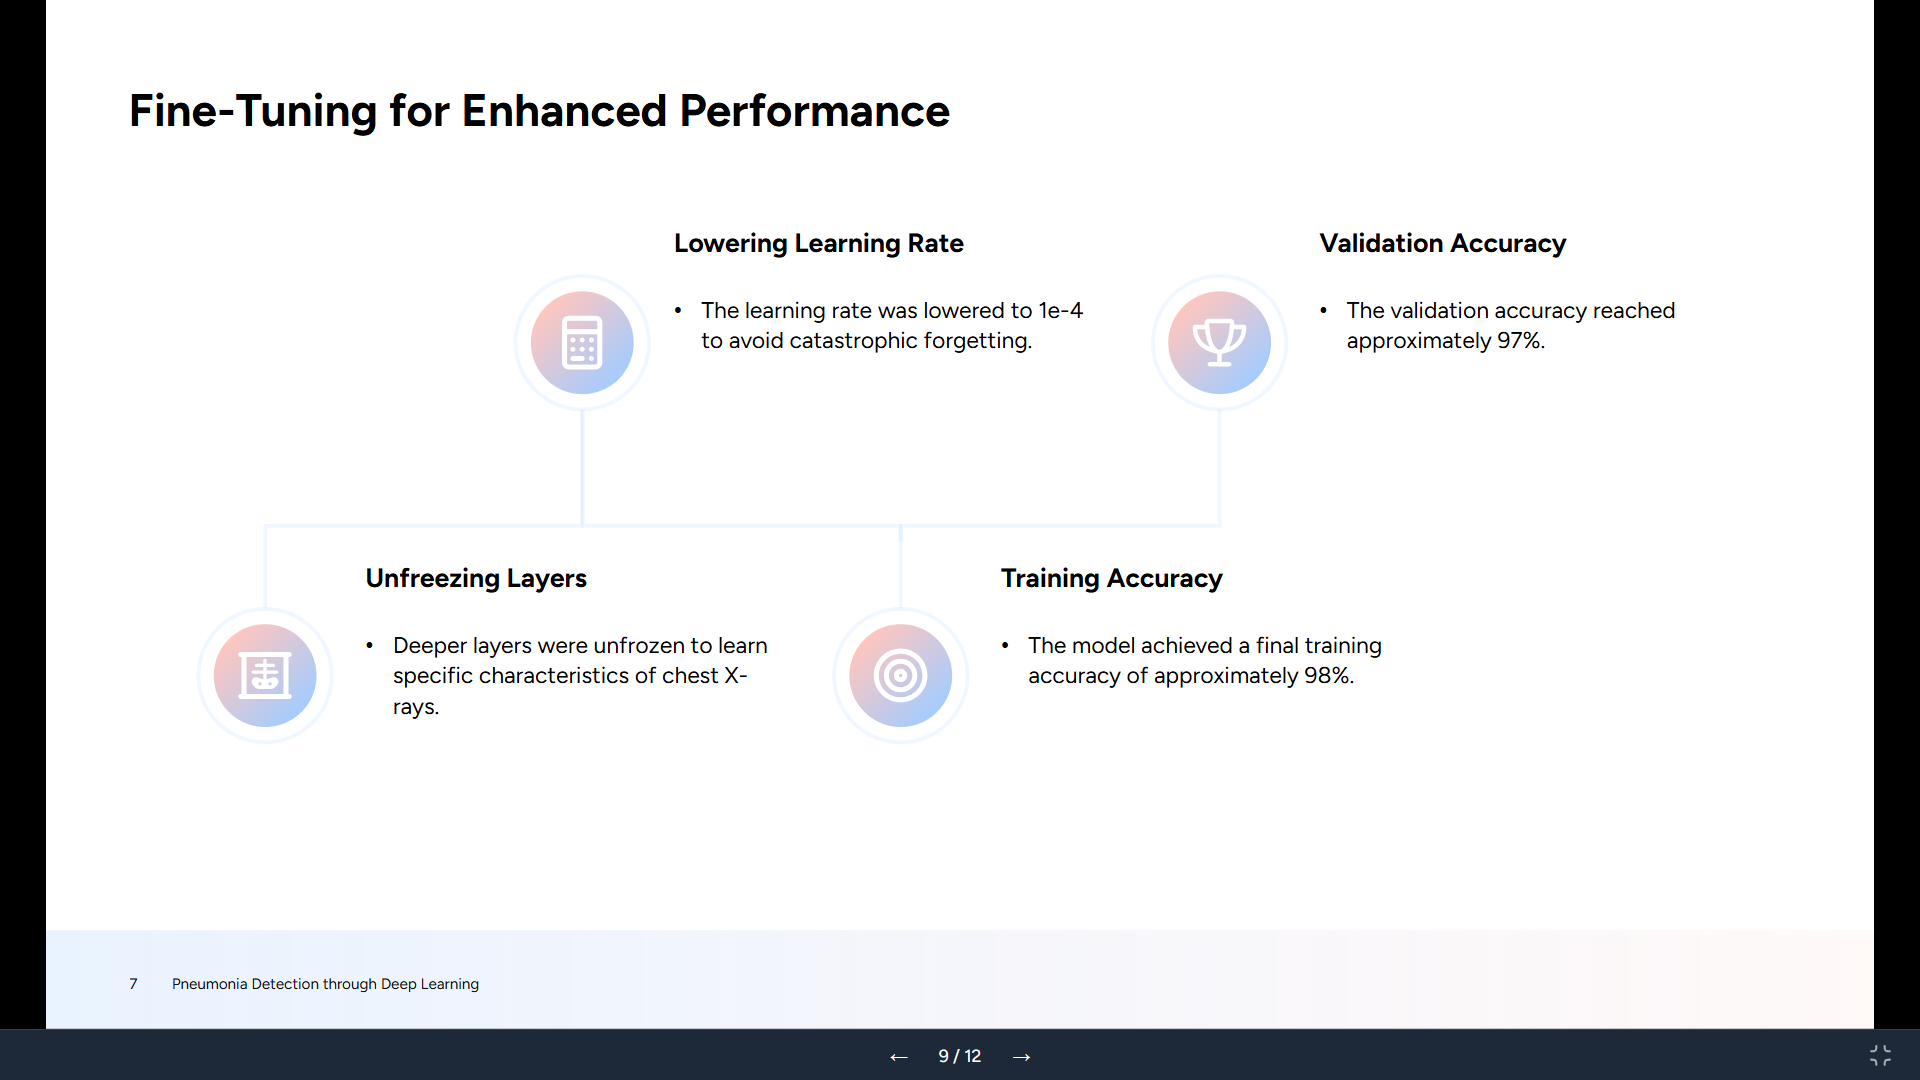 Fine-Tuning for Enhanced Performance
Lowering Learning Rate
• The learning rate was lowered to 1e-4
to avoid catastrophic forgetting.
Validation Accuracy
• The validation accuracy reached
approximately 97%.
Unfreezing Layers
• Deeper layers were unfrozen to learn
specific characteristics of chest X-
rays.
Training Accuracy
• The model achieved a final training
accuracy of approximately 98%.
7 Pneumonia Detection through Deep Learning
← 9 / 12 →